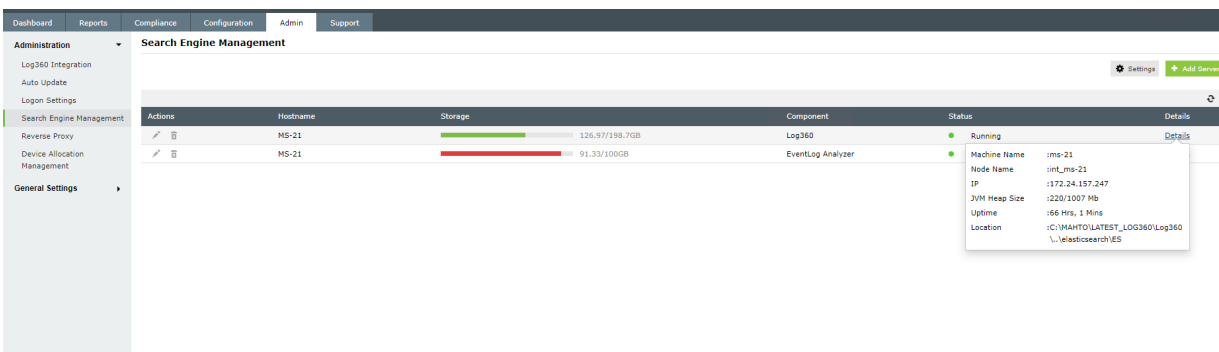 Dashboard Reports Compliance Configuration Admin Support
Administration
Log360 Integration
Auto Update
Logon Settings
Search Engine Management
Reverse Proxy
Device Allocation
Management
General Settings
Search Engine Management
Settings + Add Server
Actions Hostname Storage Component Status Details
MS-21 126.97/198.7GB Log360 Running Details
MS-21 91.33/100GB EventLog Analyzer
Machine Name :ms-21
Node Name :int_ms-21
IP :172.24.157.247
JVM Heap Size :220/1007 Mb
Uptime :66 Hrs, 1 Mins
Location :C:\MAHTO\LATEST_LOG360\Log360
\..\elasticsearch\ES